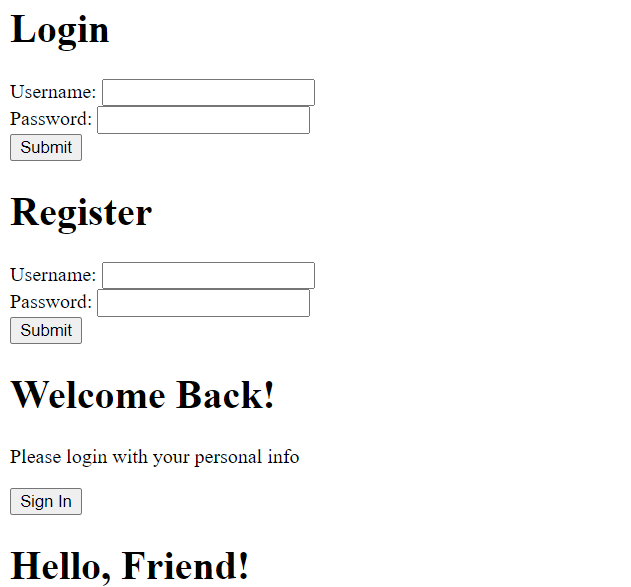 Login
Username:
Password:
Submit
Register
Username:
Password:
Submit
Welcome Back!
Please login with your personal info
Sign In
Hello, Friend!